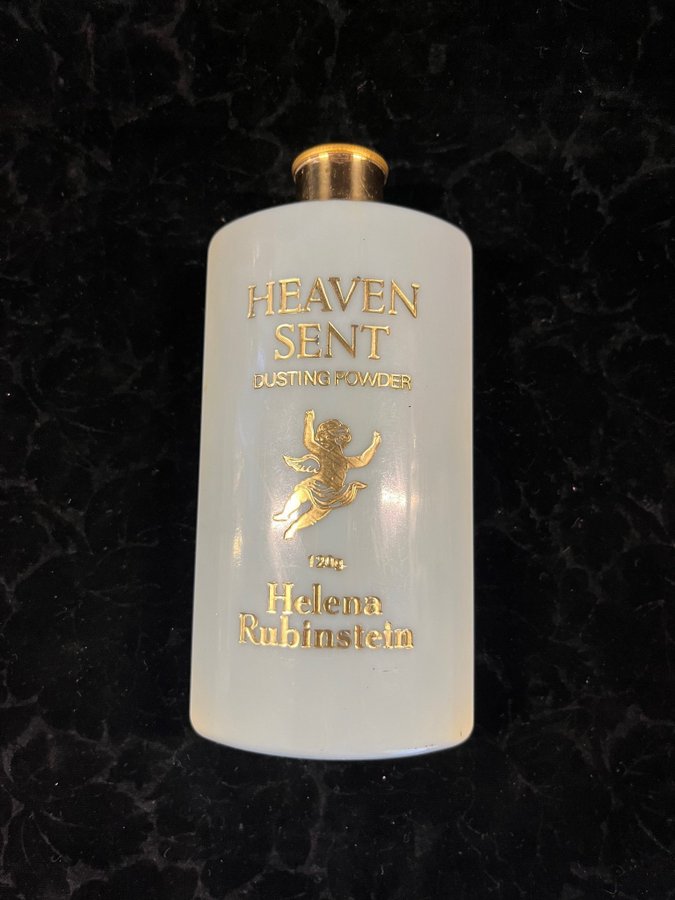 HEAVEN
SENT
DUSTING POWDER
120g
Helena
Rubinstein